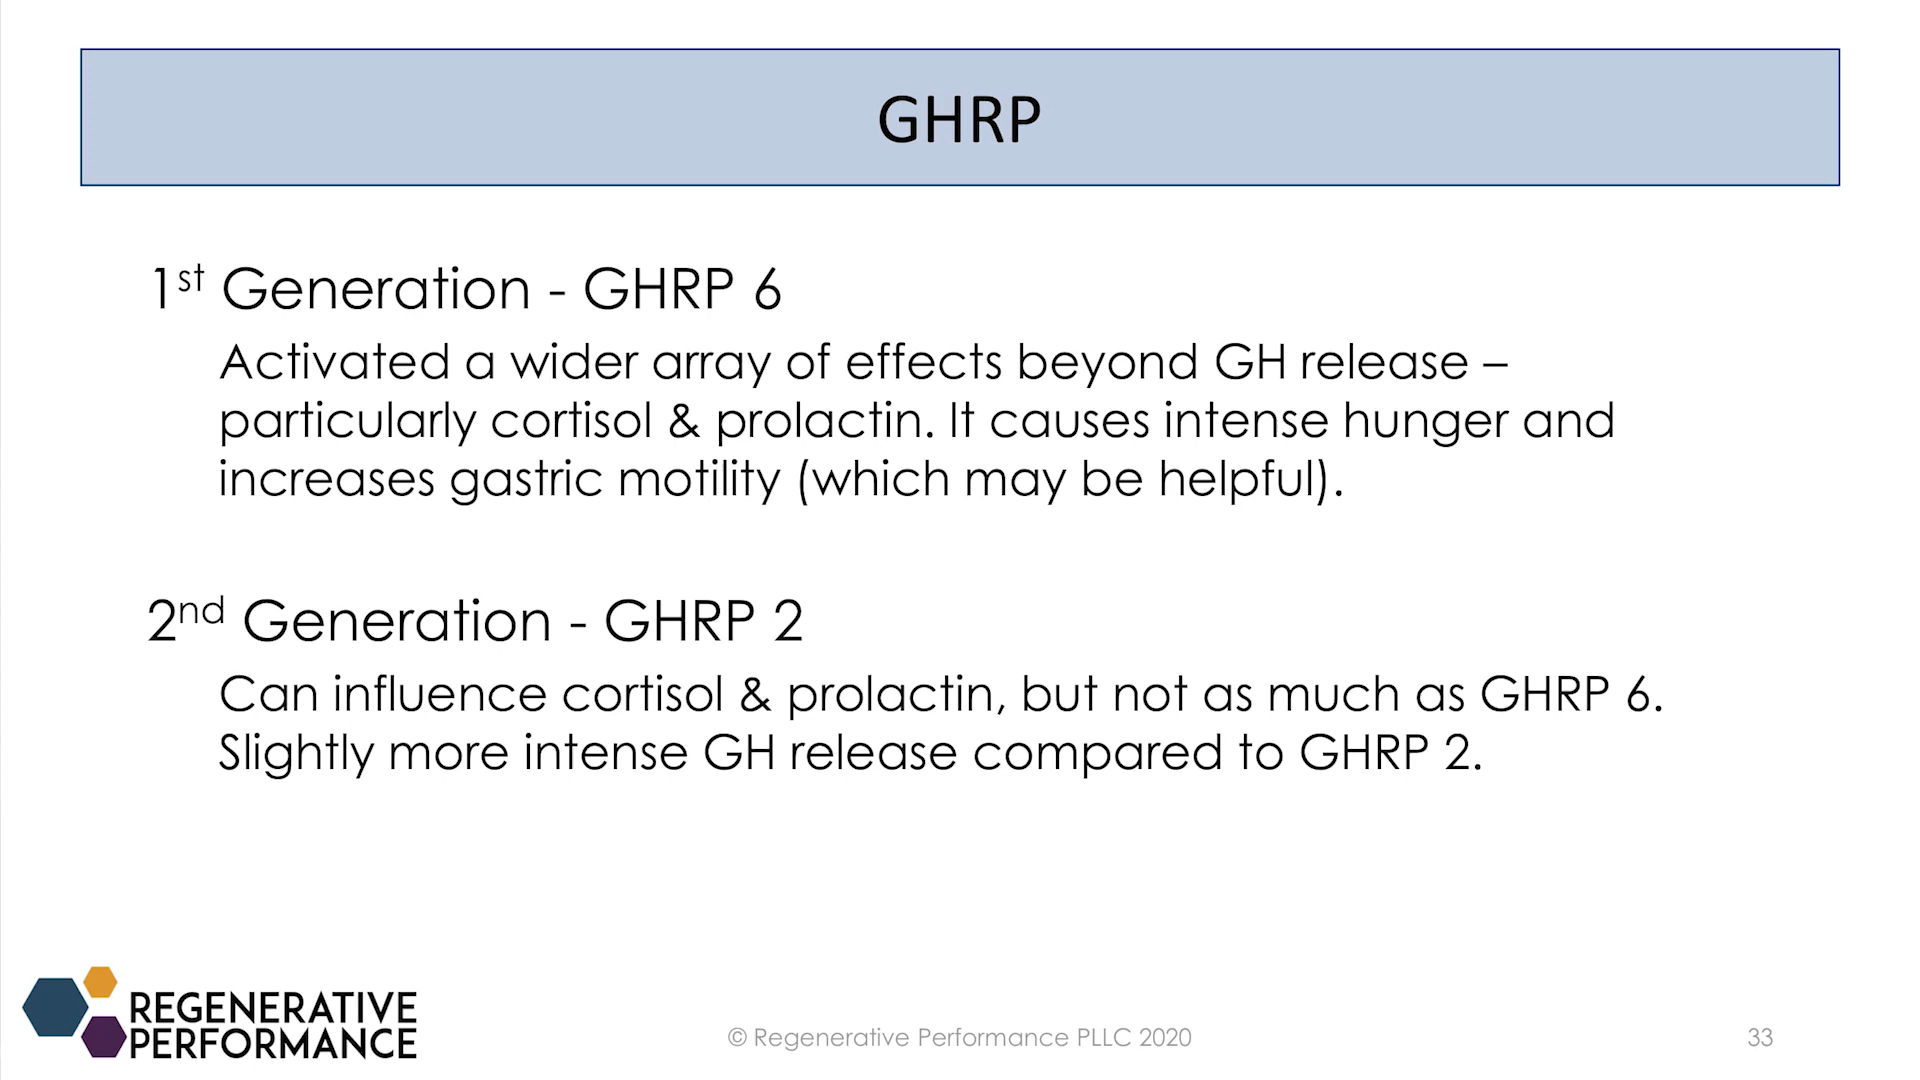 GHRP
1st Generation - GHRP 6
Activated a wider array of effects beyond GH release –
particularly cortisol & prolactin. It causes intense hunger and
increases gastric motility (which may be helpful).
2nd Generation - GHRP 2
Can influence cortisol & prolactin, but not as much as GHRP 6.
Slightly more intense GH release compared to GHRP 2.
REGENERATIVE
PERFORMANCE
© Regenerative Performance PLLC 2020
33